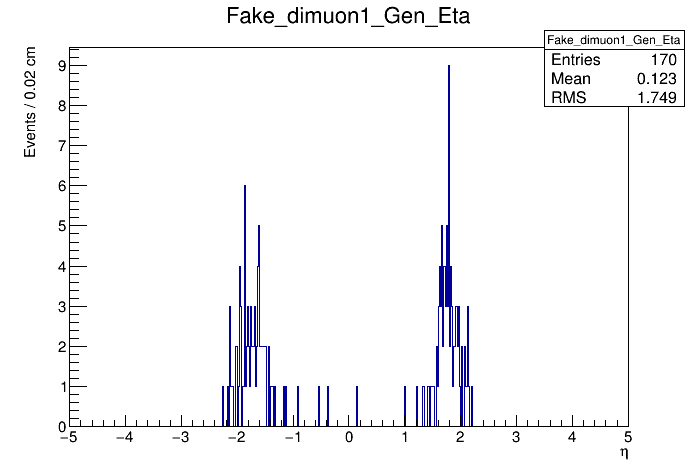 Fake_dimuon1_Gen_Eta
Fake_dimuon1_Gen_Eta
Entries 170
Mean 0.123
RMS 1.749
Events / 0.02 cm
9
8
7
6
5
4
3
2
1
0
−5 −4 −3 −2 −1 0 1 2 3 4 5
η